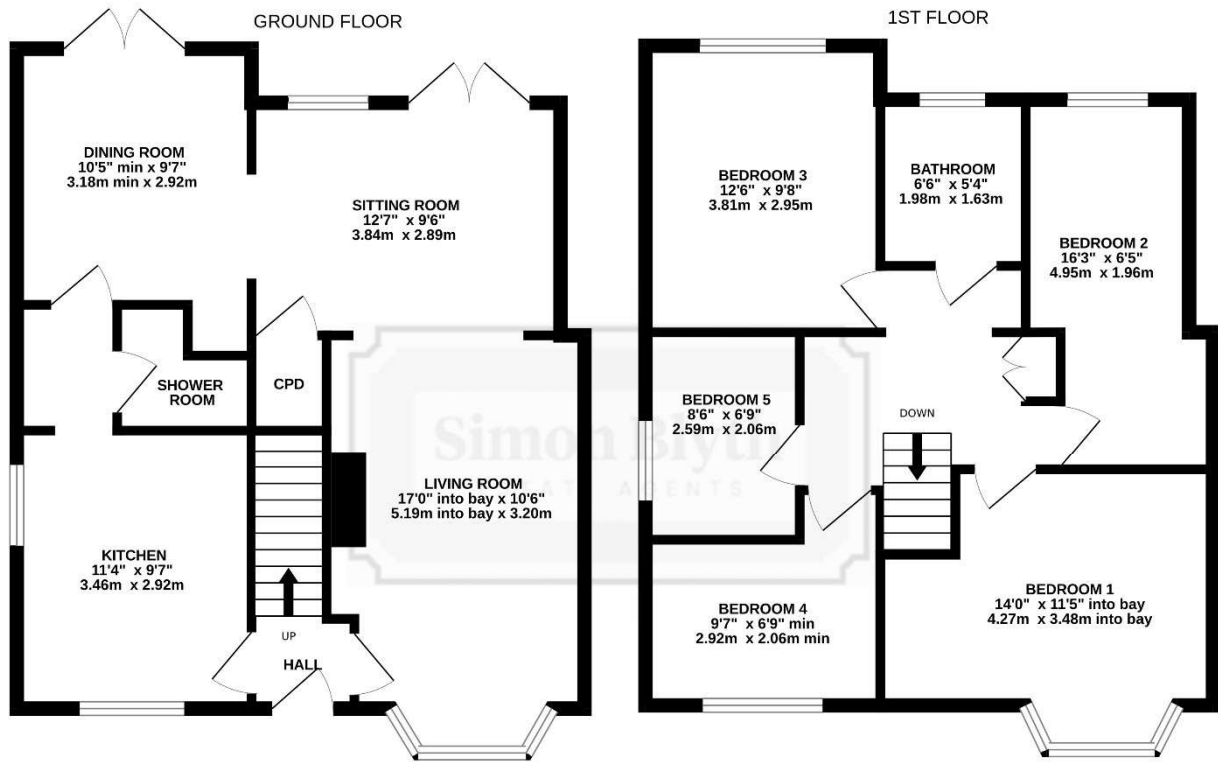 GROUND FLOOR
DINING ROOM
10'5" min x 9'7"
3.18m min x 2.92m
SITTING ROOM
12'7" x 9'6"
3.84m x 2.89m
SHOWER
ROOM
CPD
LIVING ROOM
17'0" into bay x 10'6"
5.19m into bay x 3.20m
KITCHEN
11'4" x 9'7"
3.46m x 2.92m
UP
HALL
1ST FLOOR
BEDROOM 3
12'6" x 9'8"
3.81m x 2.95m
BATHROOM
6'6" x 5'4"
1.98m x 1.63m
BEDROOM 2
16'3" x 6'5"
4.95m x 1.96m
BEDROOM 5
8'6" x 6'9"
2.59m x 2.06m
DOWN
BEDROOM 4
9'7" x 6'9" min
2.92m x 2.06m min
BEDROOM 1
14'0" x 11'5" into bay
4.27m x 3.48m into bay
Simon Blyth
ESTATE AGENTS